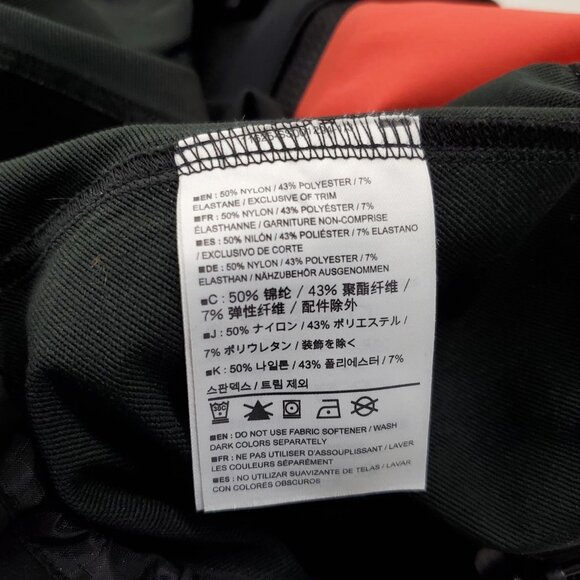 ■EN : 50% NYLON / 43% POLYESTER / 7%
ELASTANE / EXCLUSIVE OF TRIM
■FR : 50% NYLON / 43% POLYESTER / 7%
ÉLASTHANNE / GARNITURE NON-COMPRISE
■ES : 50% NILÓN / 43% POLIÉSTER / 7% ELASTANO
/ EXCLUSIVO DE CORTE
■DE : 50% NYLON / 43% POLYESTER / 7%
ELASTHAN / NÄHZUBEHÖR AUSGENOMMEN
■C : 50% 锦纶 / 43% 聚酯纤维 /
7% 弹性纤维 / 配件除外
■J : 50% ナイロン / 43% ポリエステル /
7% ポリウレタン / 装飾を除く
■K : 50% 나일론 / 43% 폴리에스터 / 7%
스판덱스 / 트림 제외
30C
■EN : DO NOT USE FABRIC SOFTENER / WASH
DARK COLORS SEPARATELY
■FR : NE PAS UTILISER D'ASSOUPLISSANT / LAVER
LES COULEURS SÉPARÉMENT
■ES : NO UTILIZAR SUAVIZANTE DE TELAS / LAVAR
CON COLORES OBSCUROS